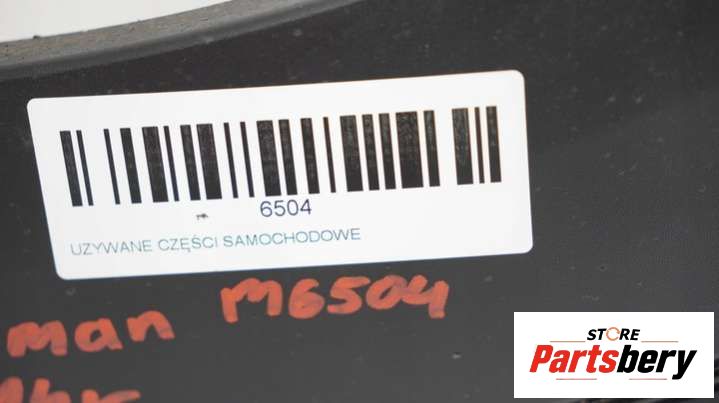 6504
UZYWANE CZĘŚCI SAMOCHODOWE
man M6504
STORE
Partsbery